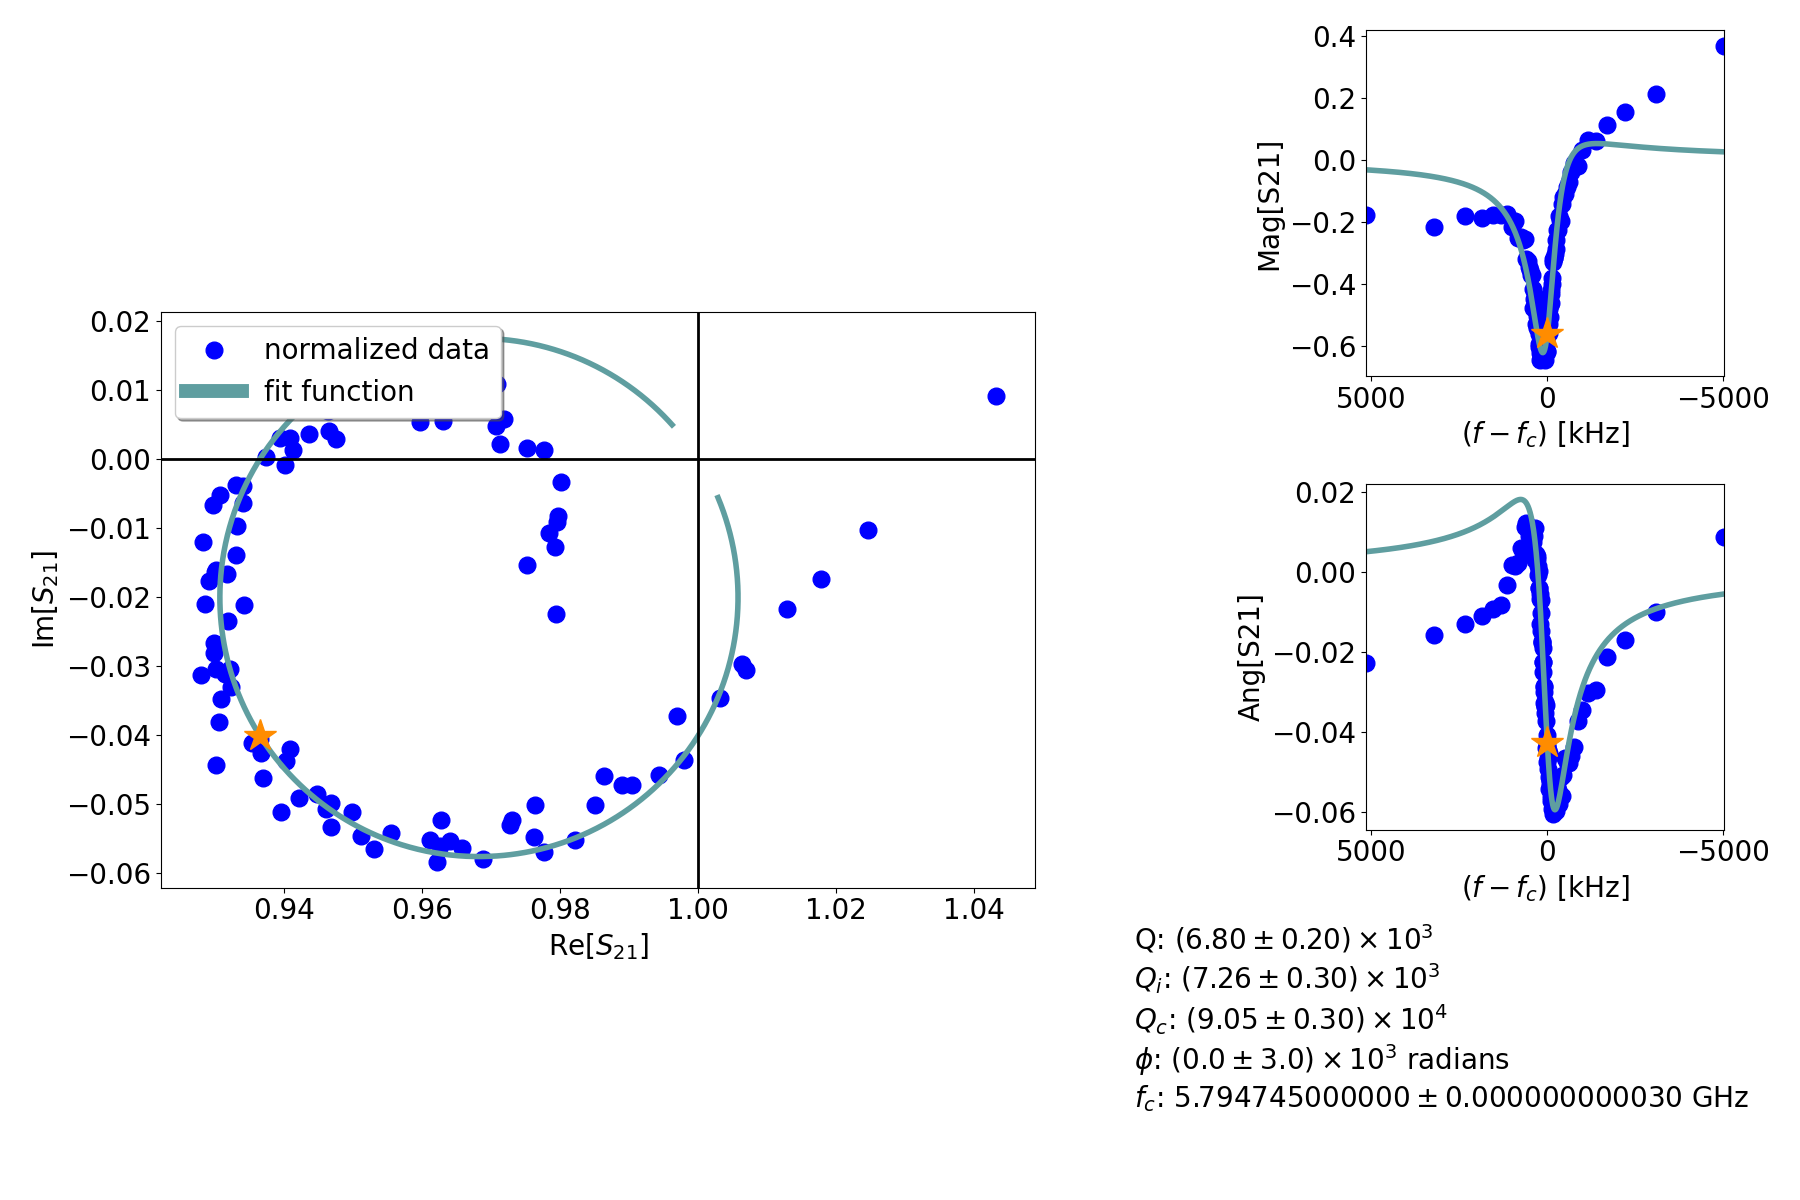 normalized data
fit function
0.02
0.01
0.00
−0.01
−0.02
−0.03
−0.04
−0.05
−0.06
Im[S₂₁]
0.94 0.96 0.98 1.00 1.02 1.04
Re[S₂₁]
0.4
0.2
0.0
−0.2
−0.4
−0.6
Mag[S21]
5000 0 −5000
(f − f_c) [kHz]
0.02
0.00
−0.02
−0.04
−0.06
Ang[S21]
5000 0 −5000
(f − f_c) [kHz]
Q: (6.80 ± 0.20) × 10³
Q_i: (7.26 ± 0.30) × 10³
Q_c: (9.05 ± 0.30) × 10⁴
ϕ: (0.0 ± 3.0) × 10³ radians
f_c: 5.794745000000 ± 0.000000000030 GHz